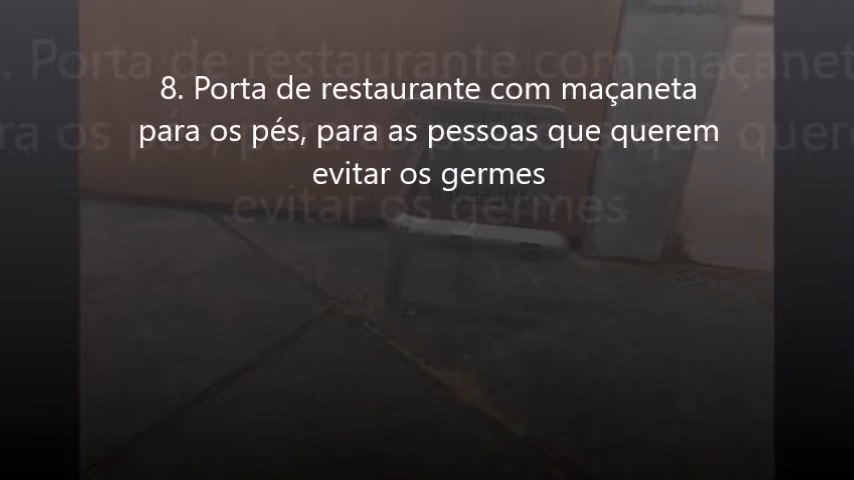 8. Porta de restaurante com maçaneta
para os pés, para as pessoas que querem
evitar os germes